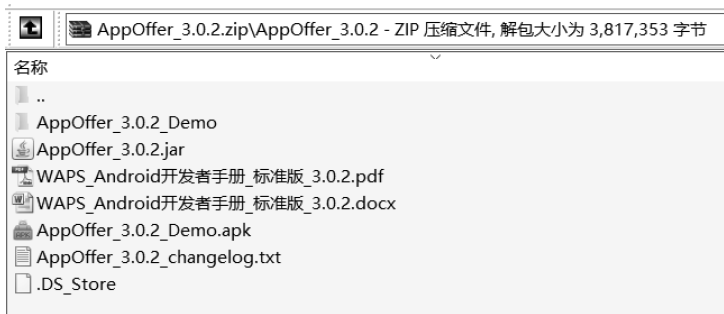 AppOffer_3.0.2.zip\AppOffer_3.0.2 - ZIP 压缩文件, 解包大小为 3,817,353 字节
名称
..
AppOffer_3.0.2_Demo
AppOffer_3.0.2.jar
WAPS_Android开发者手册_标准版_3.0.2.pdf
WAPS_Android开发者手册_标准版_3.0.2.docx
AppOffer_3.0.2_Demo.apk
AppOffer_3.0.2_changelog.txt
.DS_Store